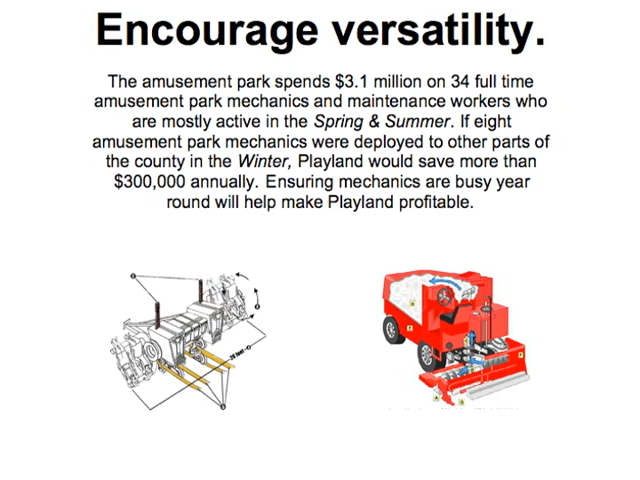 Encourage versatility.
The amusement park spends $3.1 million on 34 full time
amusement park mechanics and maintenance workers who
are mostly active in the Spring & Summer. If eight
amusement park mechanics were deployed to other parts of
the county in the Winter, Playland would save more than
$300,000 annually. Ensuring mechanics are busy year
round will help make Playland profitable.
28 feet